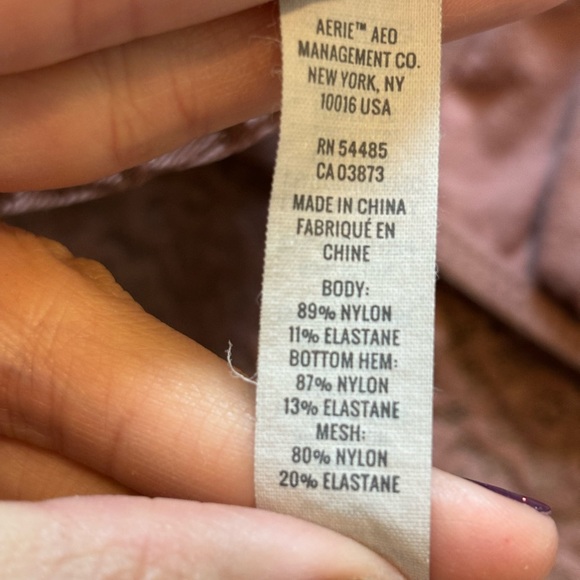 AERIE™ AEO
MANAGEMENT CO.
NEW YORK, NY
10016 USA
RN 54485
CA 03873
MADE IN CHINA
FABRIQUÉ EN
CHINE
BODY:
89% NYLON
11% ELASTANE
BOTTOM HEM:
87% NYLON
13% ELASTANE
MESH:
80% NYLON
20% ELASTANE